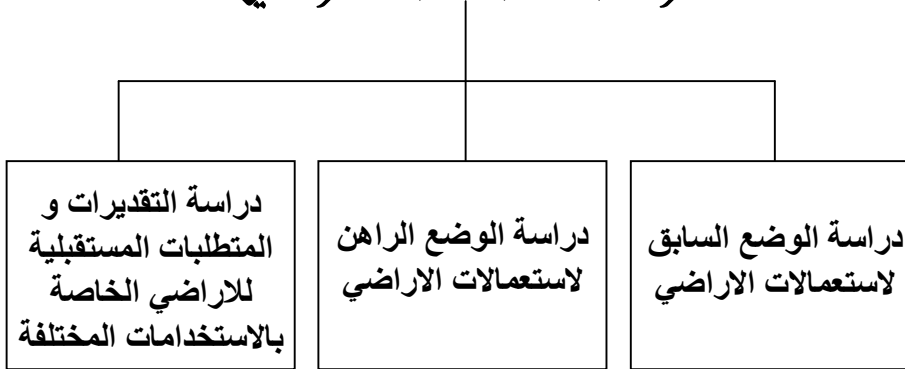 دراسة الوضع السابق
لاستعمالات الاراضي
دراسة الوضع الراهن
لاستعمالات الاراضي
دراسة التقديرات و
المتطلبات المستقبلية
للاراضي الخاصة
بالاستخدامات المختلفة